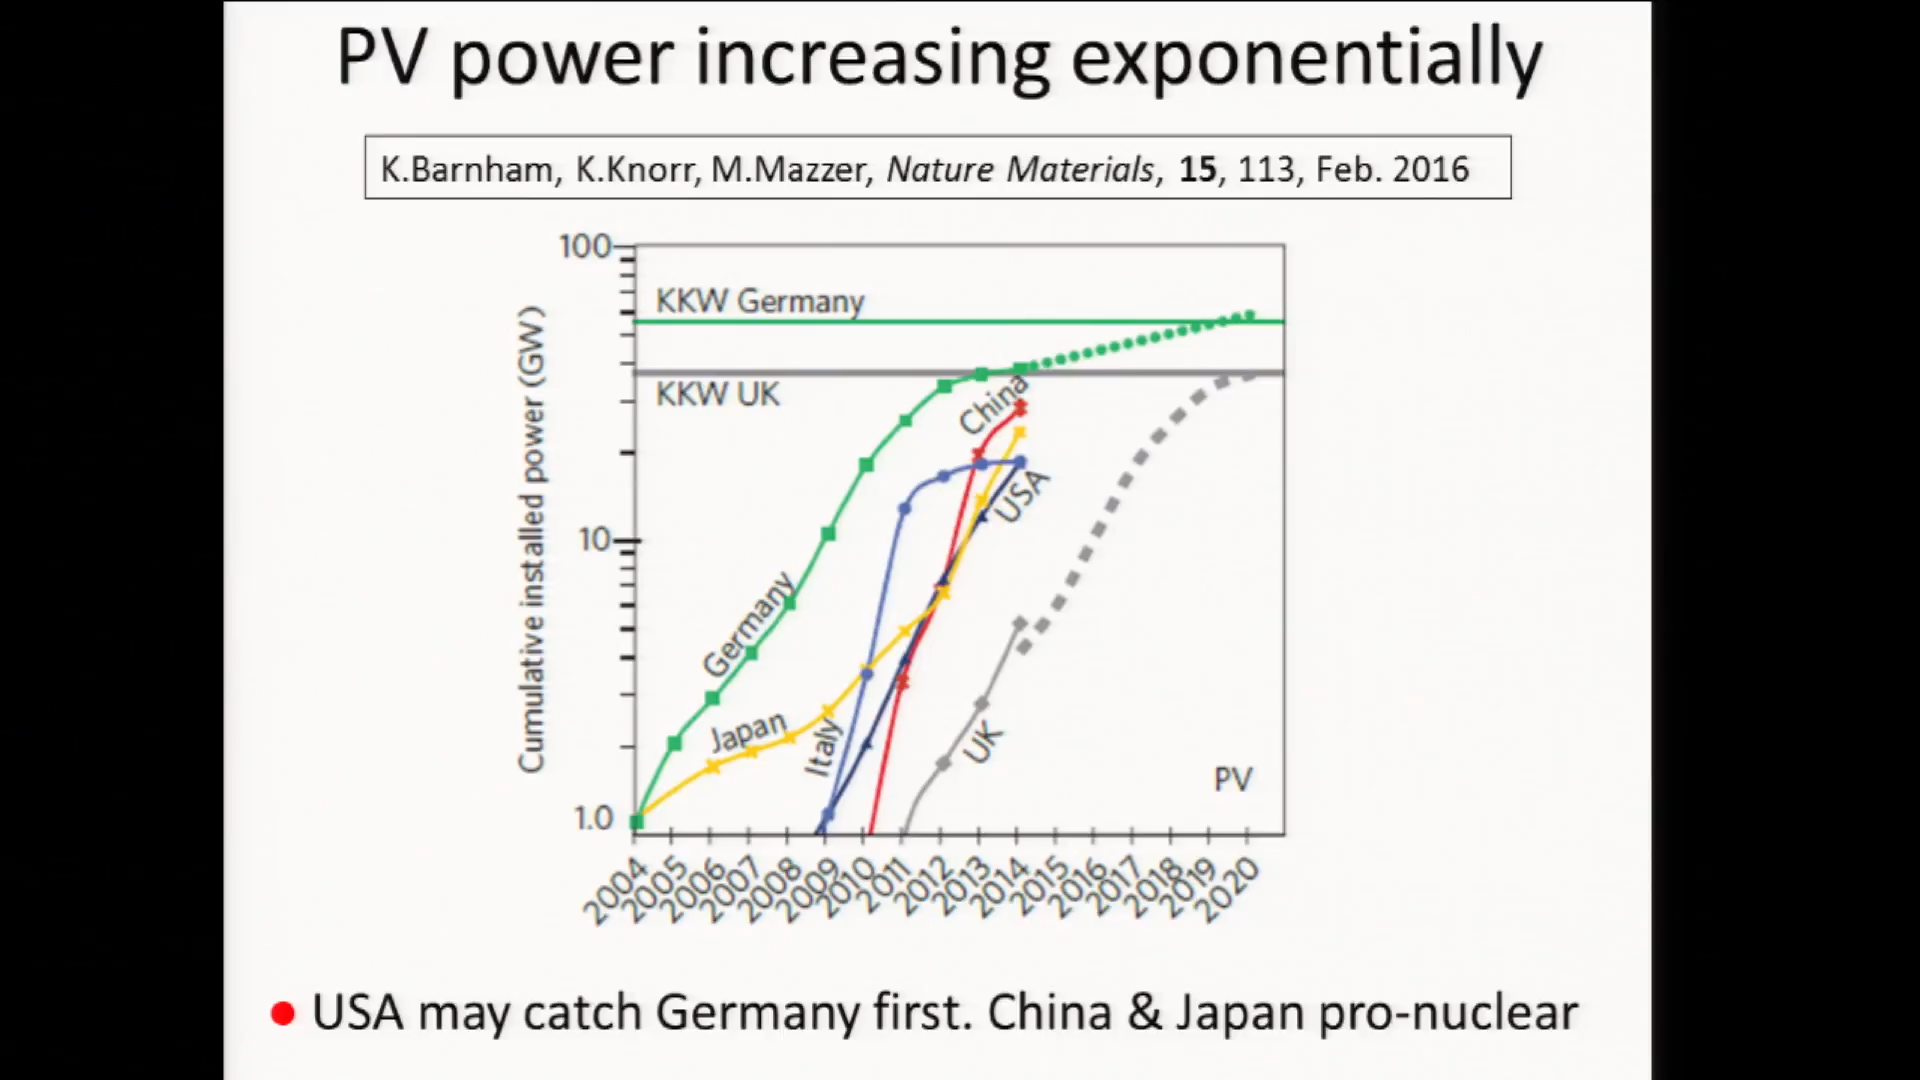 PV power increasing exponentially
K.Barnham, K.Knorr, M.Mazzer, Nature Materials, 15, 113, Feb. 2016
100
KKW Germany
KKW UK
China
USA
10
Germany
Japan
Italy
UK
PV
1.0
Cumulative installed power (GW)
2004
2005
2006
2007
2008
2009
2010
2011
2012
2013
2014
2015
2016
2017
2018
2019
2020
USA may catch Germany first. China & Japan pro-nuclear